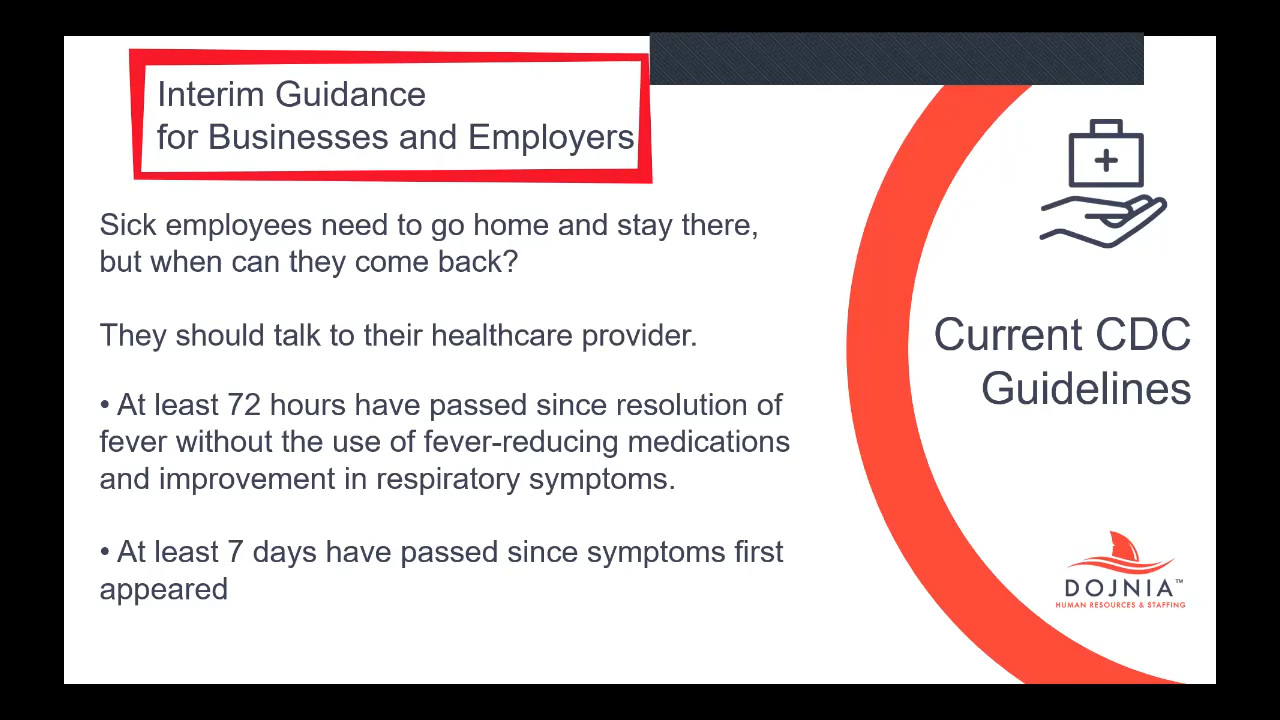 Interim Guidance
for Businesses and Employers
Sick employees need to go home and stay there,
but when can they come back?
They should talk to their healthcare provider.
• At least 72 hours have passed since resolution of
fever without the use of fever-reducing medications
and improvement in respiratory symptoms.
• At least 7 days have passed since symptoms first
appeared
Current CDC
Guidelines
DOJNIA™
HUMAN RESOURCES & STAFFING